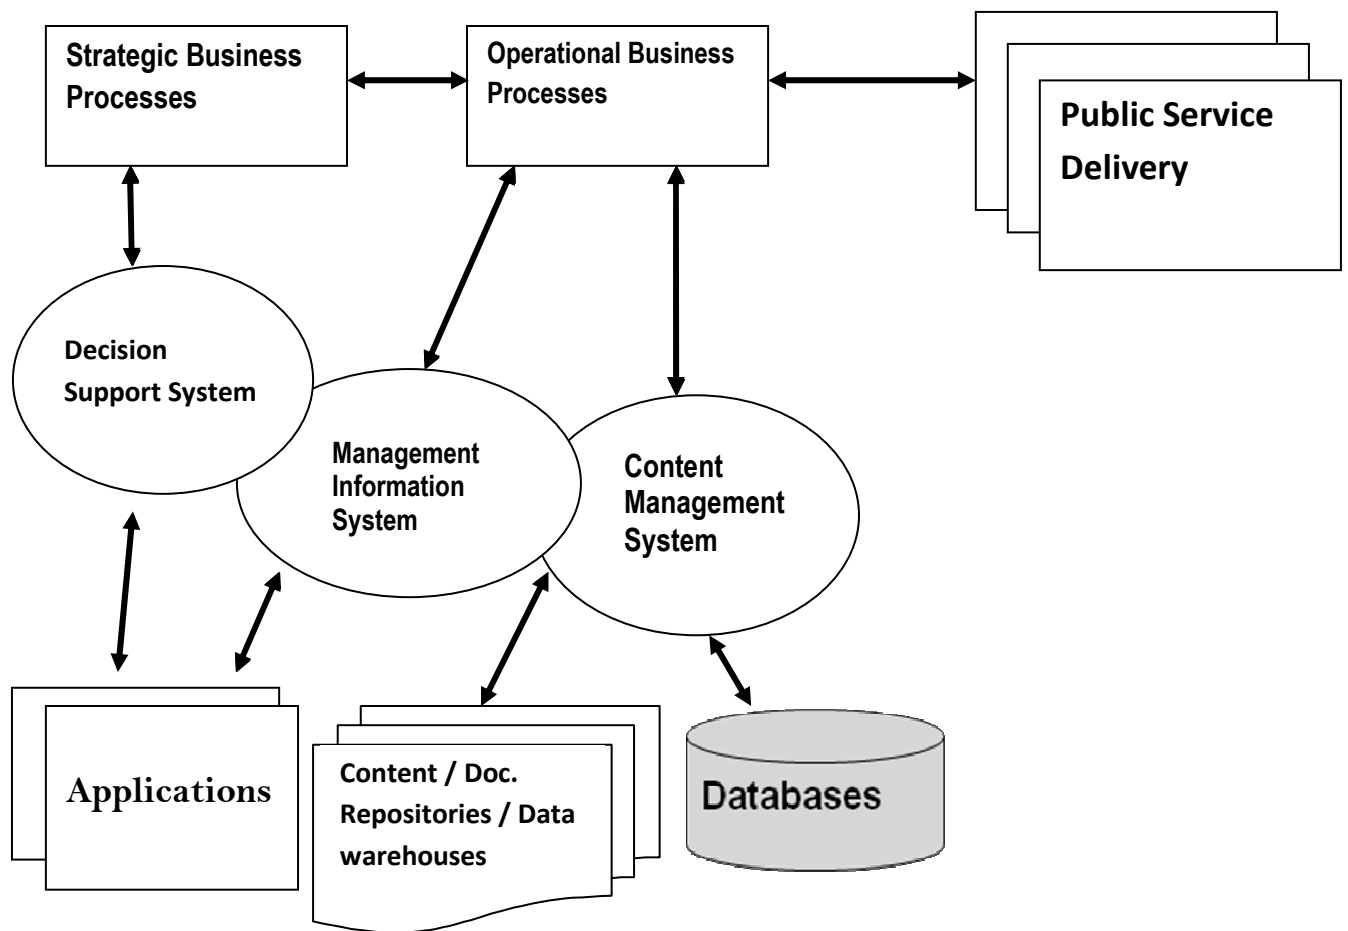 Strategic Business
Processes
Operational Business
Processes
Public Service
Delivery
Decision
Support System
Management
Information
System
Content
Management
System
Applications
Content / Doc.
Repositories / Data
warehouses
Databases